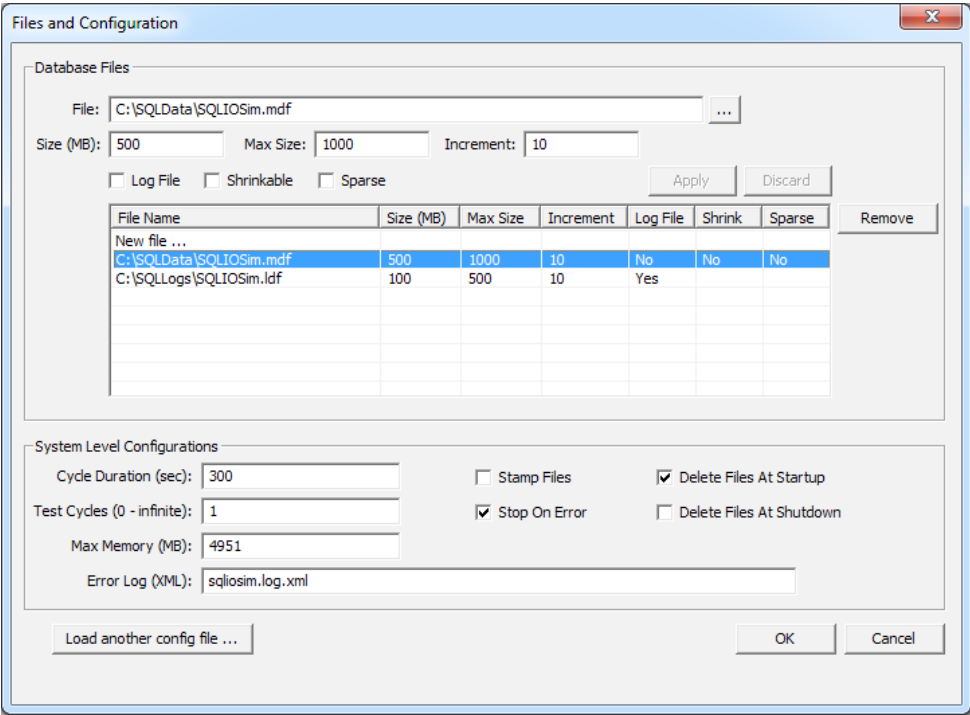 Files and Configuration
Database Files
File: C:\SQLData\SQLIOSim.mdf ...
Size (MB): 500 Max Size: 1000 Increment: 10
Log File Shrinkable Sparse Apply Discard
File Name Size (MB) Max Size Increment Log File Shrink Sparse Remove
New file ...
C:\SQLData\SQLIOSim.mdf 500 1000 10 No No No
C:\SQLLogs\SQLIOSim.ldf 100 500 10 Yes
System Level Configurations
Cycle Duration (sec): 300 Stamp Files Delete Files At Startup
Test Cycles (0 - infinite): 1 Stop On Error Delete Files At Shutdown
Max Memory (MB): 4951
Error Log (XML): sqliosim.log.xml
Load another config file ... OK Cancel